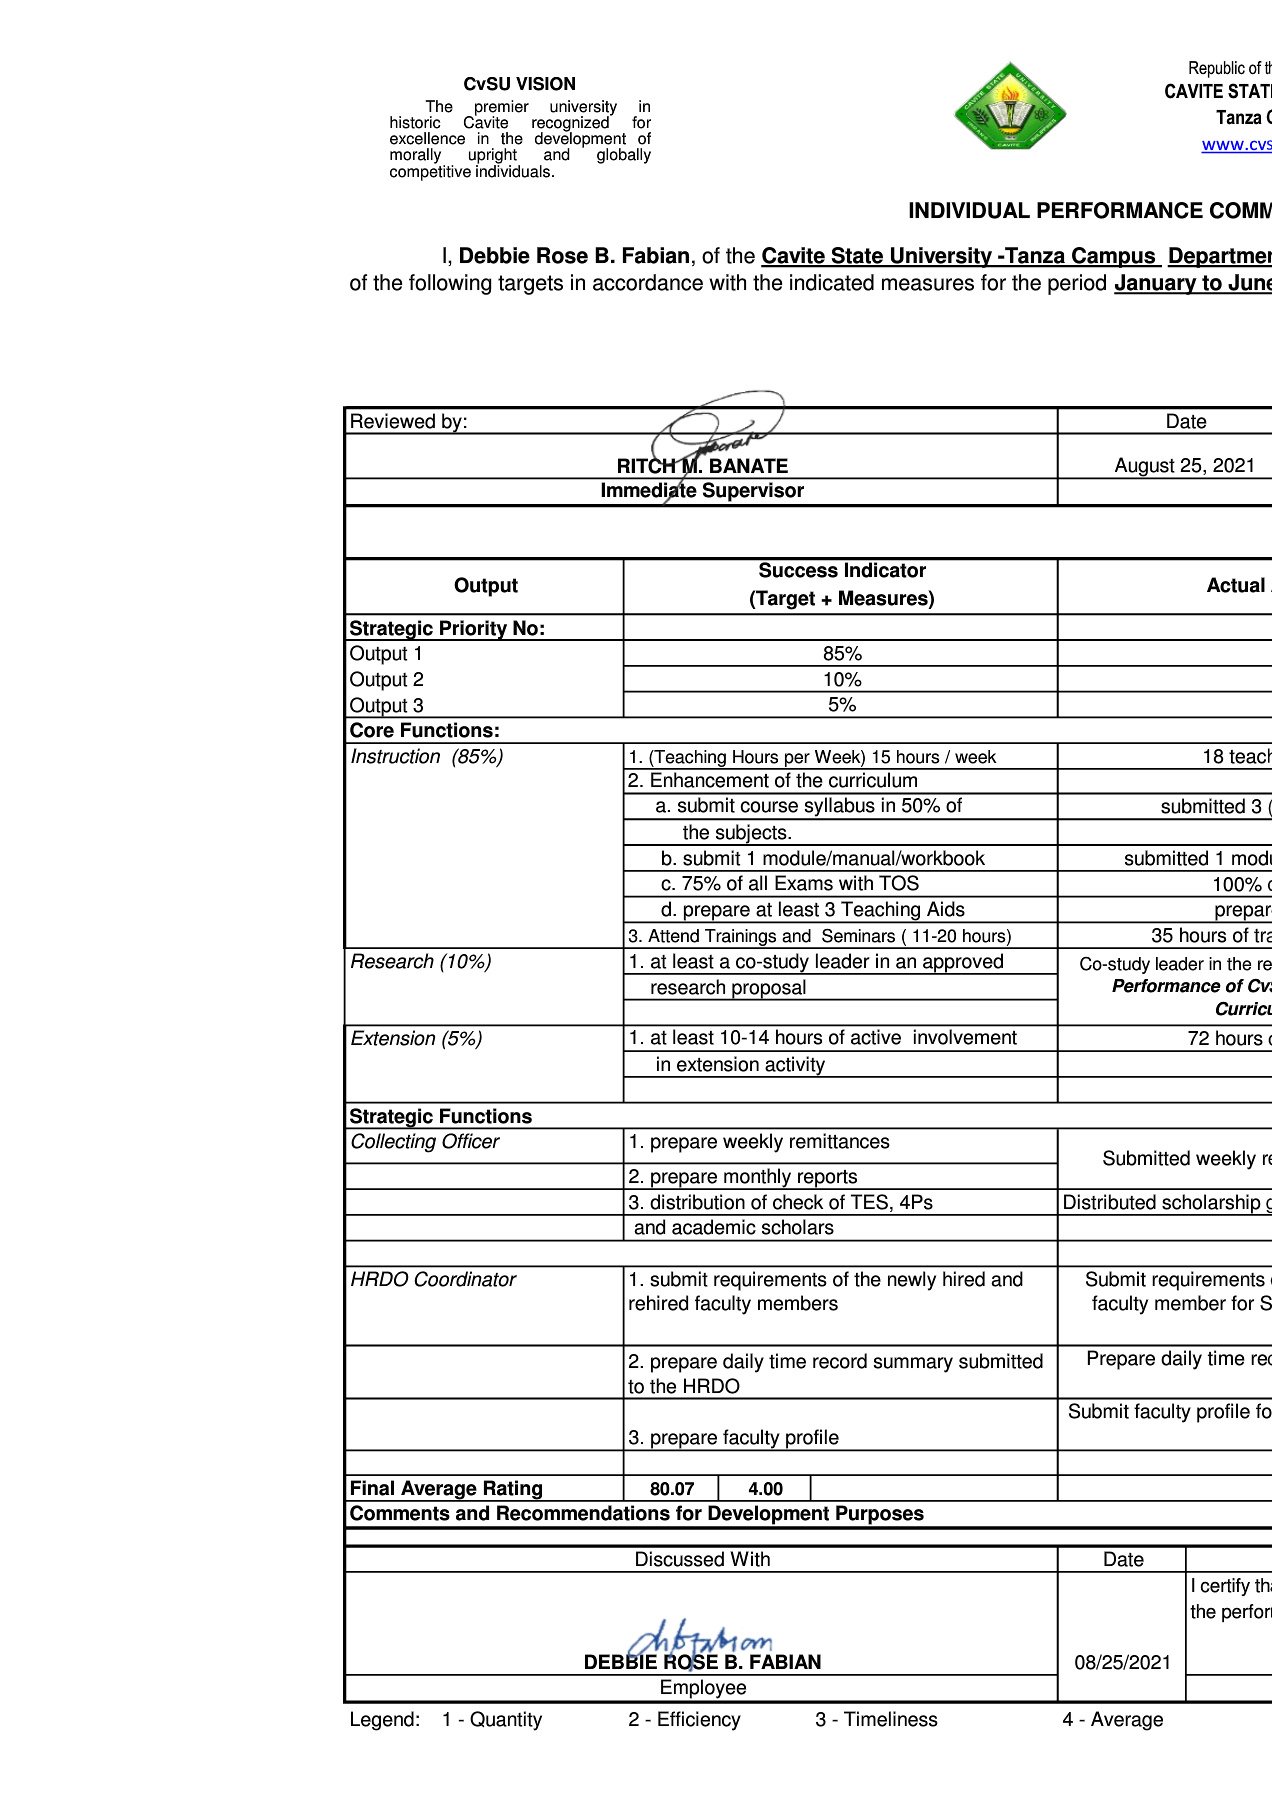 CvSU VISION
The premier university in
historic Cavite recognized for
excellence in the development of
morally upright and globally
competitive individuals.
Republic of
CAVITE STATE
Tanza
www.cvs
INDIVIDUAL PERFORMANCE COMM
I, Debbie Rose B. Fabian, of the Cavite State University -Tanza Campus Departmen
of the following targets in accordance with the indicated measures for the period January to June
Reviewed by: Date
RITCH M. BANATE August 25, 2021
Immediate Supervisor
Output Success Indicator Actual
(Target + Measures)
Strategic Priority No:
Output 1 85%
Output 2 10%
Output 3 5%
Core Functions:
Instruction (85%) 1. (Teaching Hours per Week) 15 hours / week 18 teach
2. Enhancement of the curriculum
a. submit course syllabus in 50% of submitted 3 (
the subjects.
b. submit 1 module/manual/workbook submitted 1 modu
c. 75% of all Exams with TOS 100%
d. prepare at least 3 Teaching Aids prepar
3. Attend Trainings and Seminars ( 11-20 hours) 35 hours of tra
Research (10%) 1. at least a co-study leader in an approved Co-study leader in the re
research proposal Performance of CvS
Curricu
Extension (5%) 1. at least 10-14 hours of active involvement 72 hours
in extension activity
Strategic Functions
Collecting Officer 1. prepare weekly remittances Submitted weekly re
2. prepare monthly reports
3. distribution of check of TES, 4Ps Distributed scholarship g
and academic scholars
HRDO Coordinator 1. submit requirements of the newly hired and Submit requirements
rehired faculty members faculty member for S
2. prepare daily time record summary submitted Prepare daily time rec
to the HRDO
Submit faculty profile fo
3. prepare faculty profile
Final Average Rating 80.07 4.00
Comments and Recommendations for Development Purposes
Discussed With Date
I certify tha
the perform
DEBBIE ROSE B. FABIAN 08/25/2021
Employee
Legend: 1 - Quantity 2 - Efficiency 3 - Timeliness 4 - Average